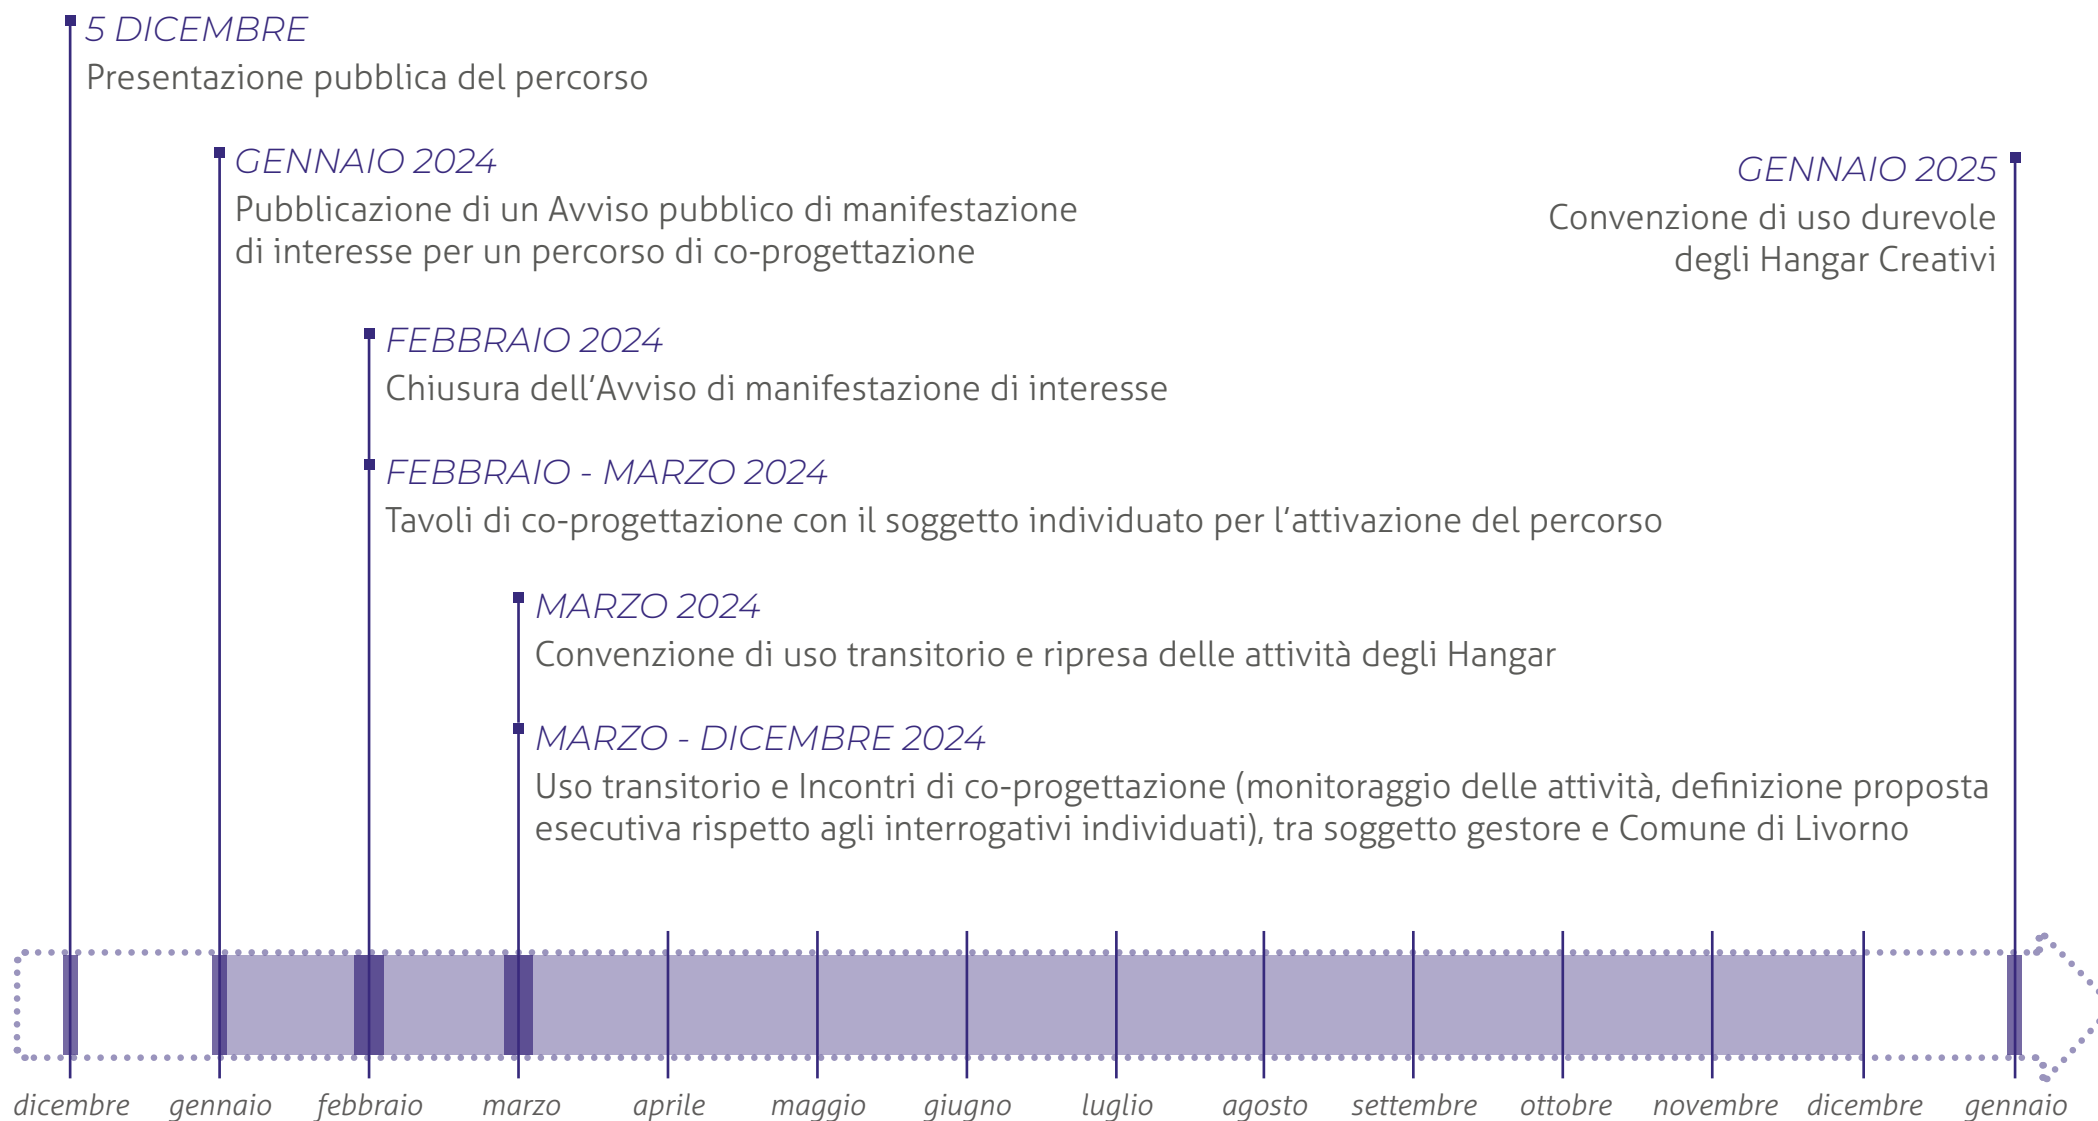 5 DICEMBRE
Presentazione pubblica del percorso
GENNAIO 2024
Pubblicazione di un Avviso pubblico di manifestazione
di interesse per un percorso di co-progettazione
GENNAIO 2025
Convenzione di uso durevole
degli Hangar Creativi
FEBBRAIO 2024
Chiusura dell'Avviso di manifestazione di interesse
FEBBRAIO - MARZO 2024
Tavoli di co-progettazione con il soggetto individuato per l'attivazione del percorso
MARZO 2024
Convenzione di uso transitorio e ripresa delle attività degli Hangar
MARZO - DICEMBRE 2024
Uso transitorio e Incontri di co-progettazione (monitoraggio delle attività, definizione proposta
esecutiva rispetto agli interrogativi individuati), tra soggetto gestore e Comune di Livorno
dicembre gennaio febbraio marzo aprile maggio giugno luglio agosto settembre ottobre novembre dicembre gennaio